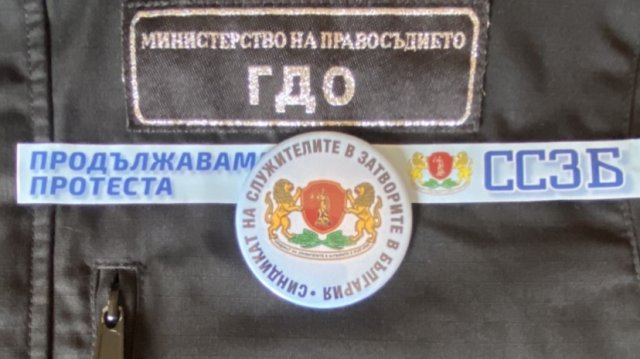 МИНИСТЕРСТВО НА ПРАВОСЪДИЕТО
ГДО
ПРОДЪЛЖАВАМ
ПРОТЕСТА
СИНДИКАТ НА СЛУЖИТЕЛИТЕ В ЗАТВОРИТЕ В БЪЛГАРИЯ •
ССЗБ